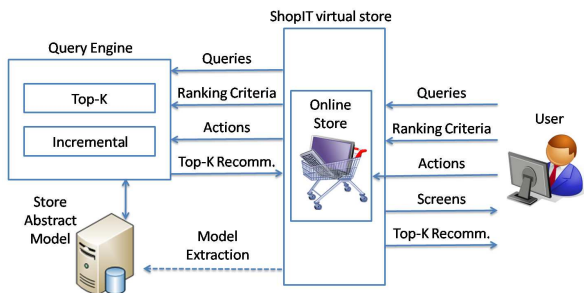 ShopIT virtual store
Query Engine
Top-K
Incremental
Queries
Ranking Criteria
Actions
Top-K Recomm.
Online
Store
Queries
Ranking Criteria
Actions
Screens
Top-K Recomm.
User
Store
Abstract
Model
Model
Extraction